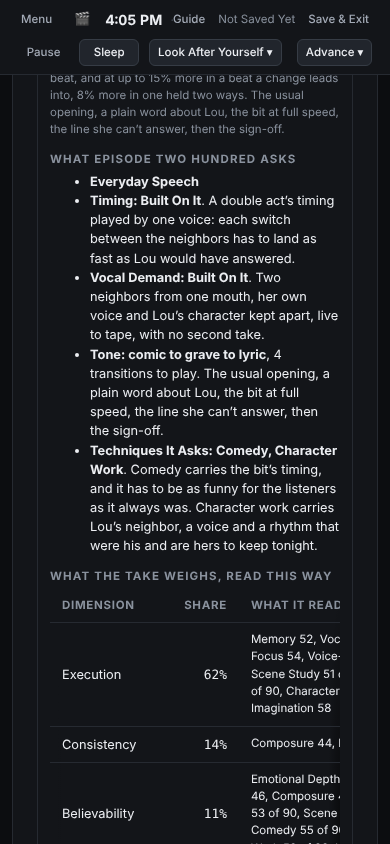 Menu 🎬 4:05 PM Guide Not Saved Yet Save & Exit
Pause Sleep Look After Yourself ▾ Advance ▾
beat, and at up to 15% more in a beat a change leads
into, 8% more in one held two ways. The usual
opening, a plain word about Lou, the bit at full speed,
the line she can’t answer, then the sign-off.
WHAT EPISODE TWO HUNDRED ASKS
• Everyday Speech
• Timing: Built On It. A double act’s timing
played by one voice: each switch
between the neighbors has to land as
fast as Lou would have answered.
• Vocal Demand: Built On It. Two
neighbors from one mouth, her own
voice and Lou’s character kept apart, live
to tape, with no second take.
• Tone: comic to grave to lyric, 4
transitions to play. The usual opening, a
plain word about Lou, the bit at full
speed, the line she can’t answer, then
the sign-off.
• Techniques It Asks: Comedy, Character
Work. Comedy carries the bit’s timing,
and it has to be as funny for the listeners
as it always was. Character work carries
Lou’s neighbor, a voice and a rhythm that
were his and are hers to keep tonight.
WHAT THE TAKE WEIGHS, READ THIS WAY
DIMENSION SHARE WHAT IT READ
Memory 52,
Focus 54,
Scene Study 51
of 90, Character
Imagination 58
Execution 62%
Consistency 14% Composure 44,
Emotional Depth
46, Composure
53 of 90, Scene
Comedy 55 of
Believability 11%